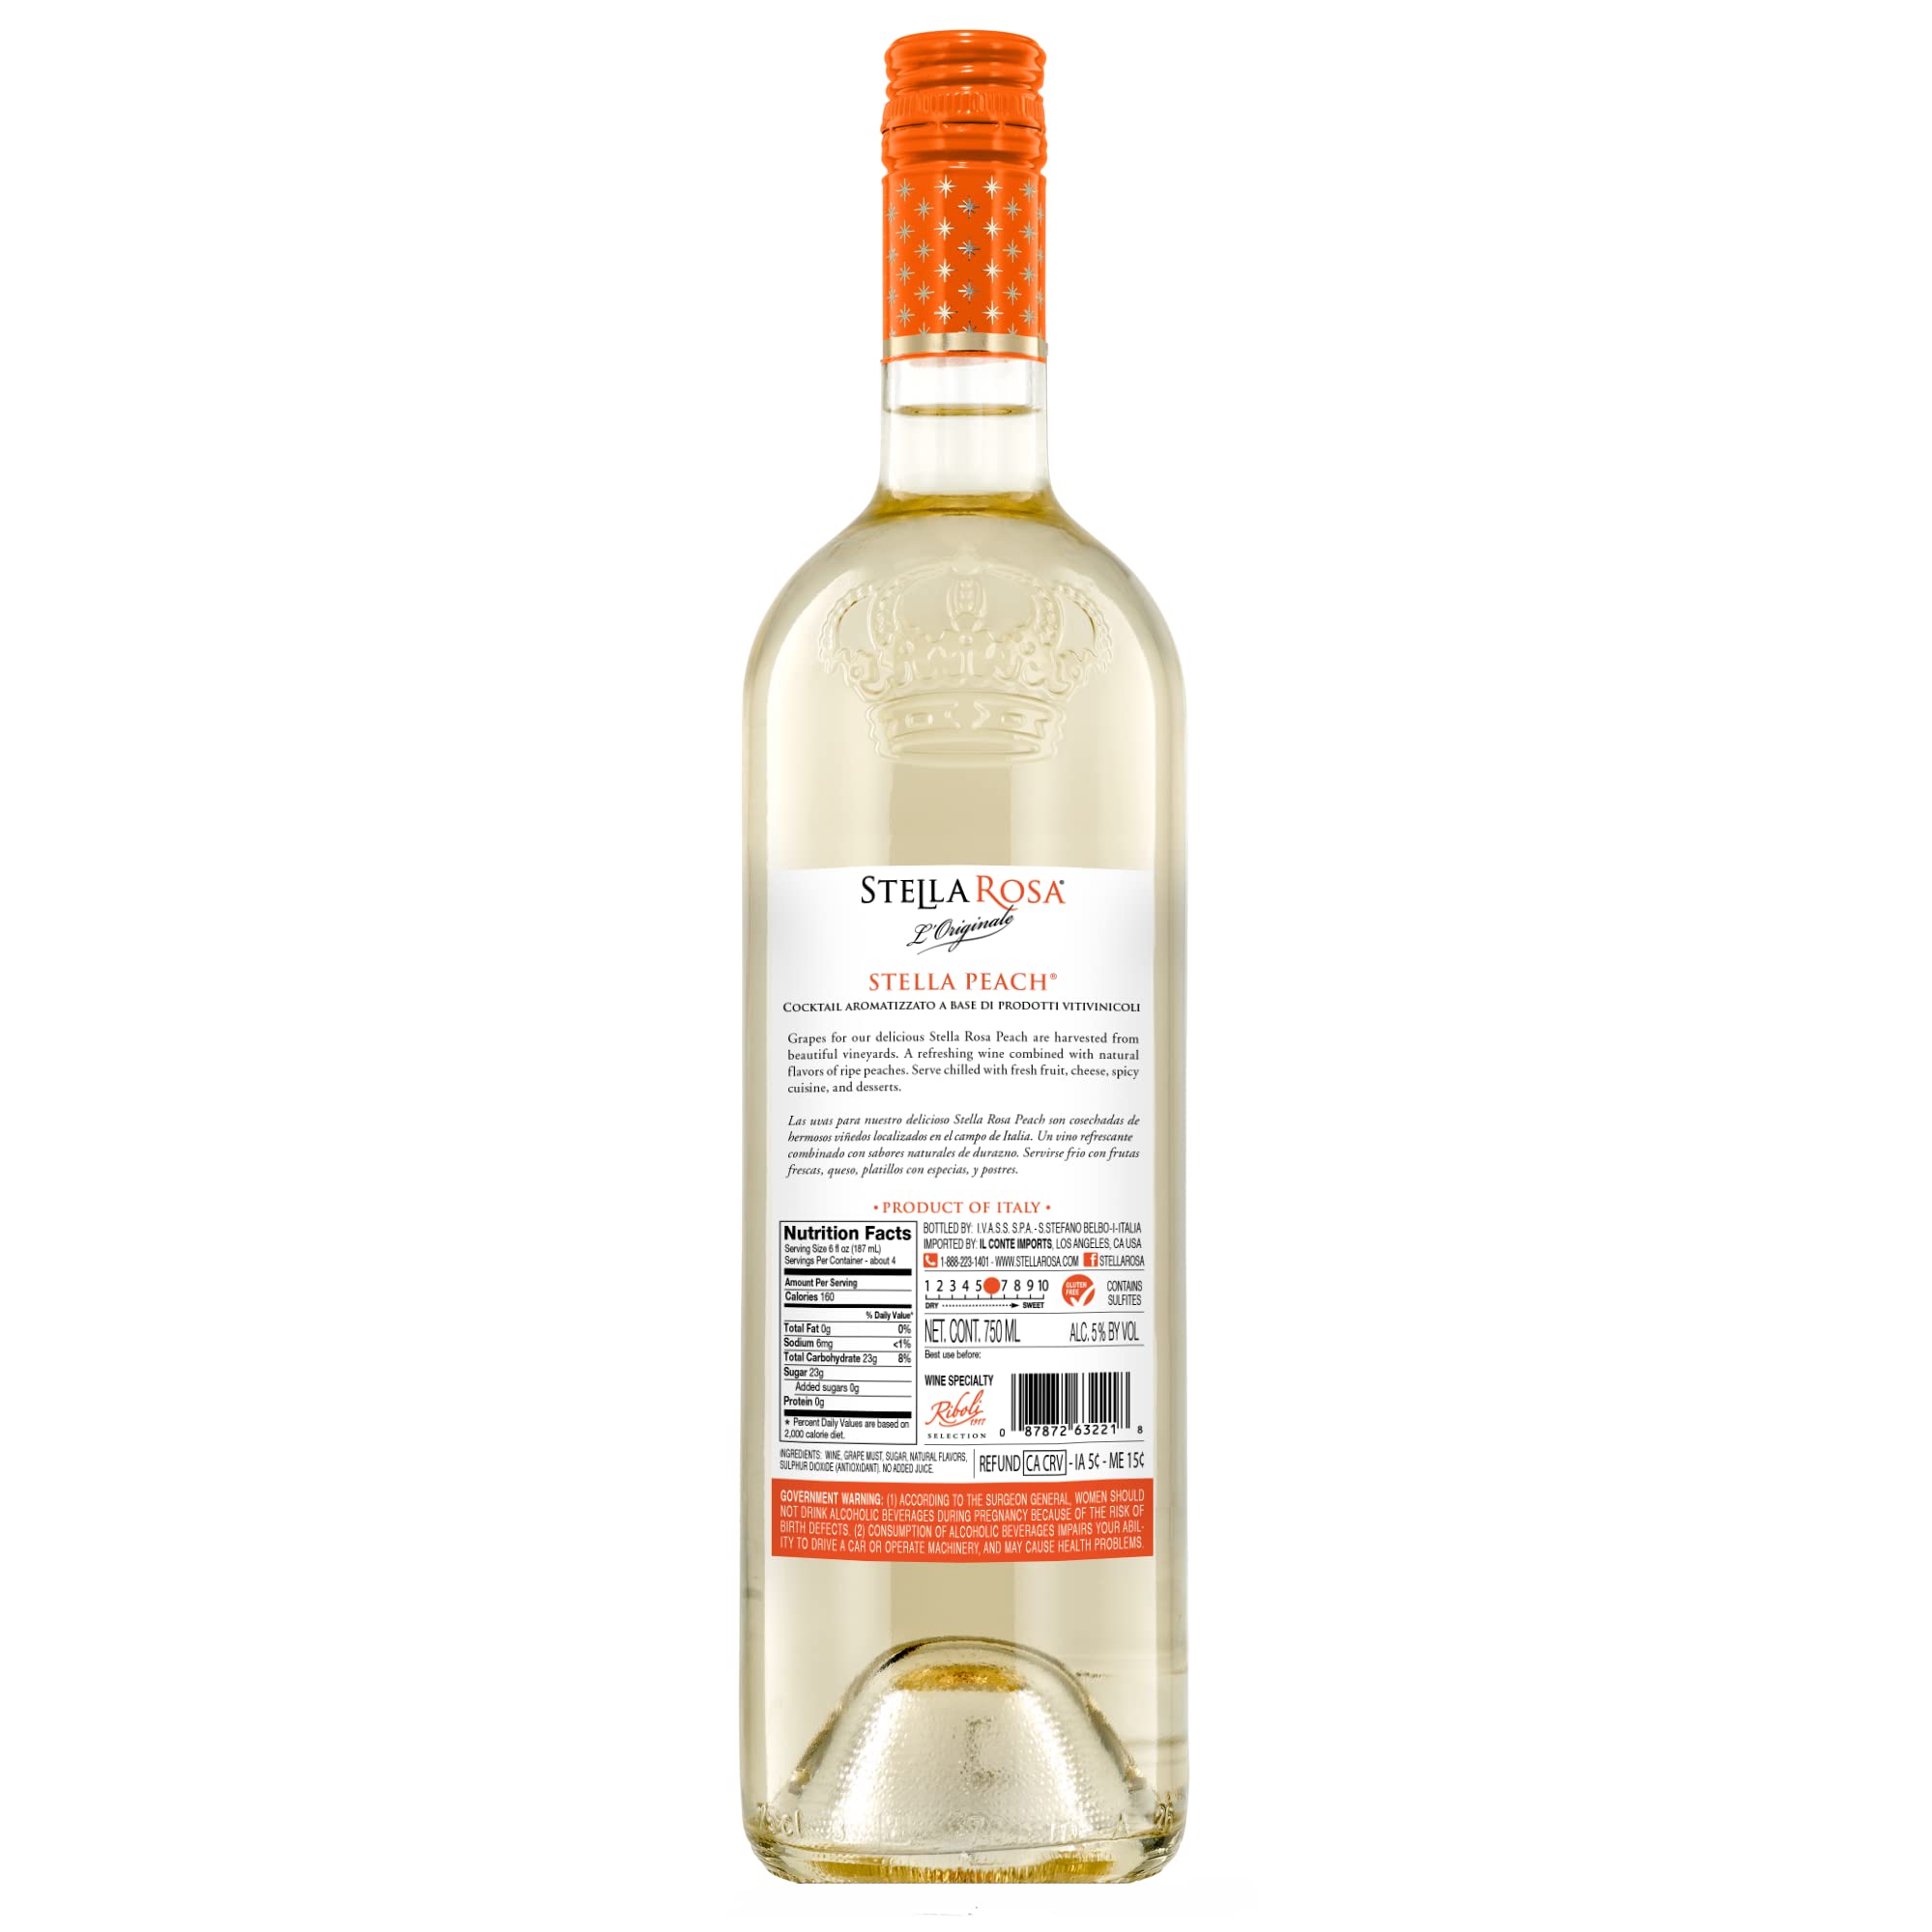 STELLA ROSA®
L'Originale
STELLA PEACH®
COCKTAIL AROMATIZZATO A BASE DI PRODOTTI VITIVINICOLI
Grapes for our delicious Stella Rosa Peach are harvested from
beautiful vineyards. A refreshing wine combined with natural
flavors of ripe peaches. Serve chilled with fresh fruit, cheese, spicy
cuisine, and desserts.
Las uvas para nuestro delicioso Stella Rosa Peach son cosechadas de
hermosos viñedos localizados en el campo de Italia. Un vino refrescante
combinado con sabores naturales de durazno. Servirse frio con frutas
frescas, queso, platillos con especias, y postres.
• PRODUCT OF ITALY •
Nutrition Facts
Serving Size 6 fl oz (187 mL)
Servings Per Container - about 4
Amount Per Serving
Calories 160
% Daily Value*
Total Fat 0g 0%
Sodium 6mg <1%
Total Carbohydrate 23g 8%
Sugar 23g
Added sugars 0g
Protein 0g
* Percent Daily Values are based on
2,000 calorie diet.
BOTTLED BY: I.V.A.S.S. S.P.A. - S.STEFANO BELBO-I-ITALIA
IMPORTED BY: IL CONTE IMPORTS, LOS ANGELES, CA USA
1-888-223-1401 - WWW.STELLAROSA.COM f STELLAROSA
1 2 3 4 5 7 8 9 10
DRY SWEET
GLUTEN
FREE
CONTAINS
SULFITES
NET. CONT. 750 ML ALC. 5% BY VOL
Best use before:
WINE SPECIALTY
Riboli
1917
SELECTION
0 87872 63221 8
INGREDIENTS: WINE, GRAPE MUST, SUGAR, NATURAL FLAVORS,
SULPHUR DIOXIDE (ANTIOXIDANT). NO ADDED JUICE.
REFUND CA CRV - IA 5¢ - ME 15¢
GOVERNMENT WARNING: (1) ACCORDING TO THE SURGEON GENERAL, WOMEN SHOULD
NOT DRINK ALCOHOLIC BEVERAGES DURING PREGNANCY BECAUSE OF THE RISK OF
BIRTH DEFECTS. (2) CONSUMPTION OF ALCOHOLIC BEVERAGES IMPAIRS YOUR ABIL-
ITY TO DRIVE A CAR OR OPERATE MACHINERY, AND MAY CAUSE HEALTH PROBLEMS.